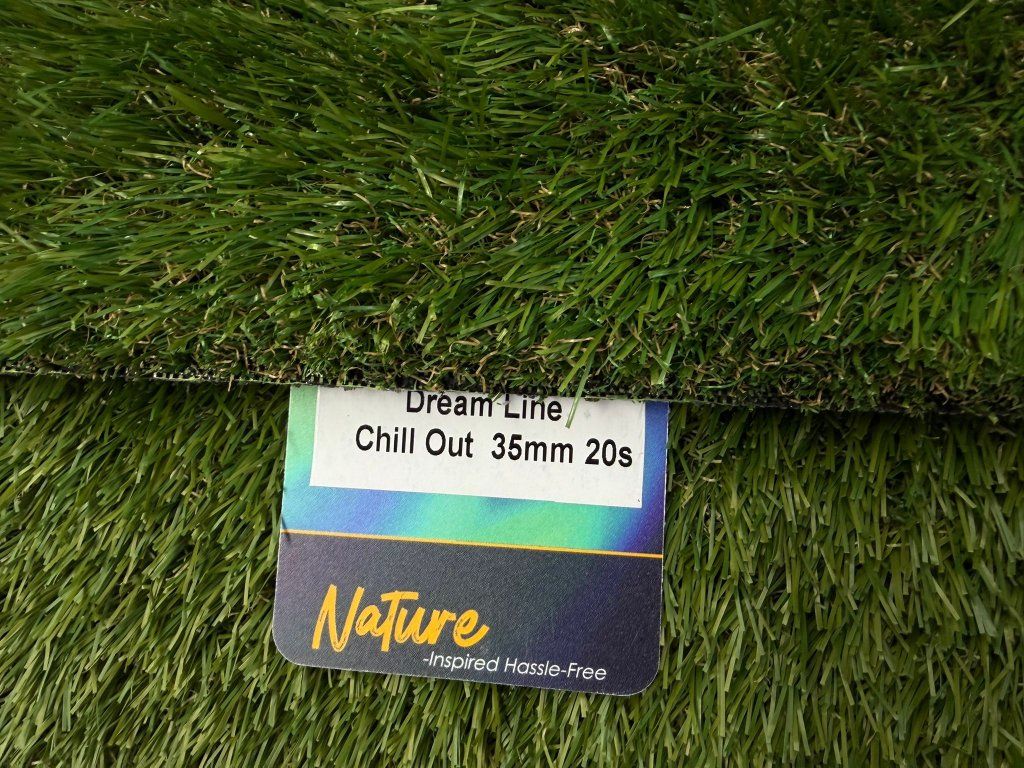 Dream Line
Chill Out 35mm 20s
Nature
-Inspired Hassle-Free